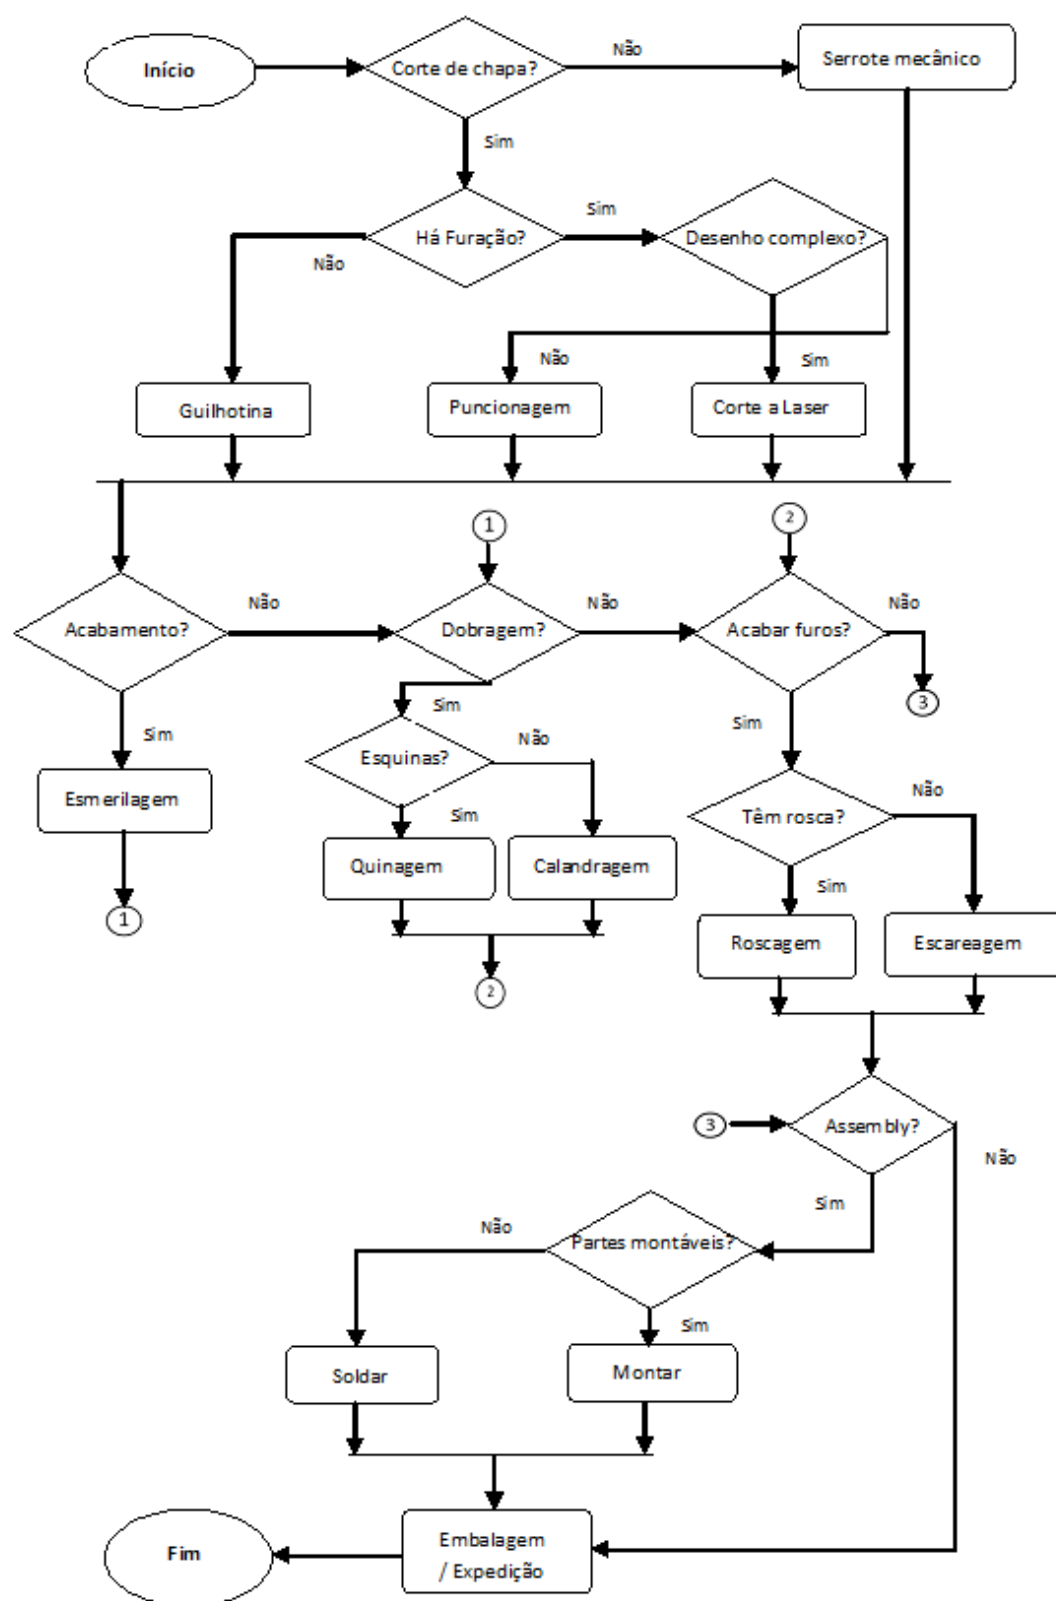 Início
Corte de chapa?
Não
Serrote mecânico
Sim
Há Furação?
Sim
Desenho complexo?
Não
Não
Sim
Guilhotina
Puncionagem
Corte a Laser
1
2
Acabamento?
Não
Dobragem?
Não
Acabar furos?
Não
3
Sim
Sim
Sim
Esquinas?
Não
Esmerilagem
Sim
Têm rosca?
Não
Quinagem
Calandragem
Sim
1
Roscagem
Escareagem
2
3
Assembly?
Não
Sim
Não
Partes montáveis?
Sim
Soldar
Montar
Embalagem
/ Expedição
Fim